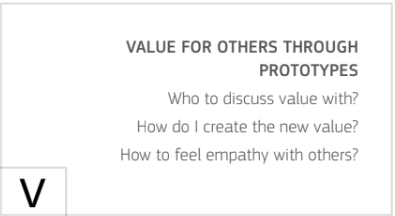 VALUE FOR OTHERS THROUGH
PROTOTYPES
Who to discuss value with?
How do I create the new value?
How to feel empathy with others?
V